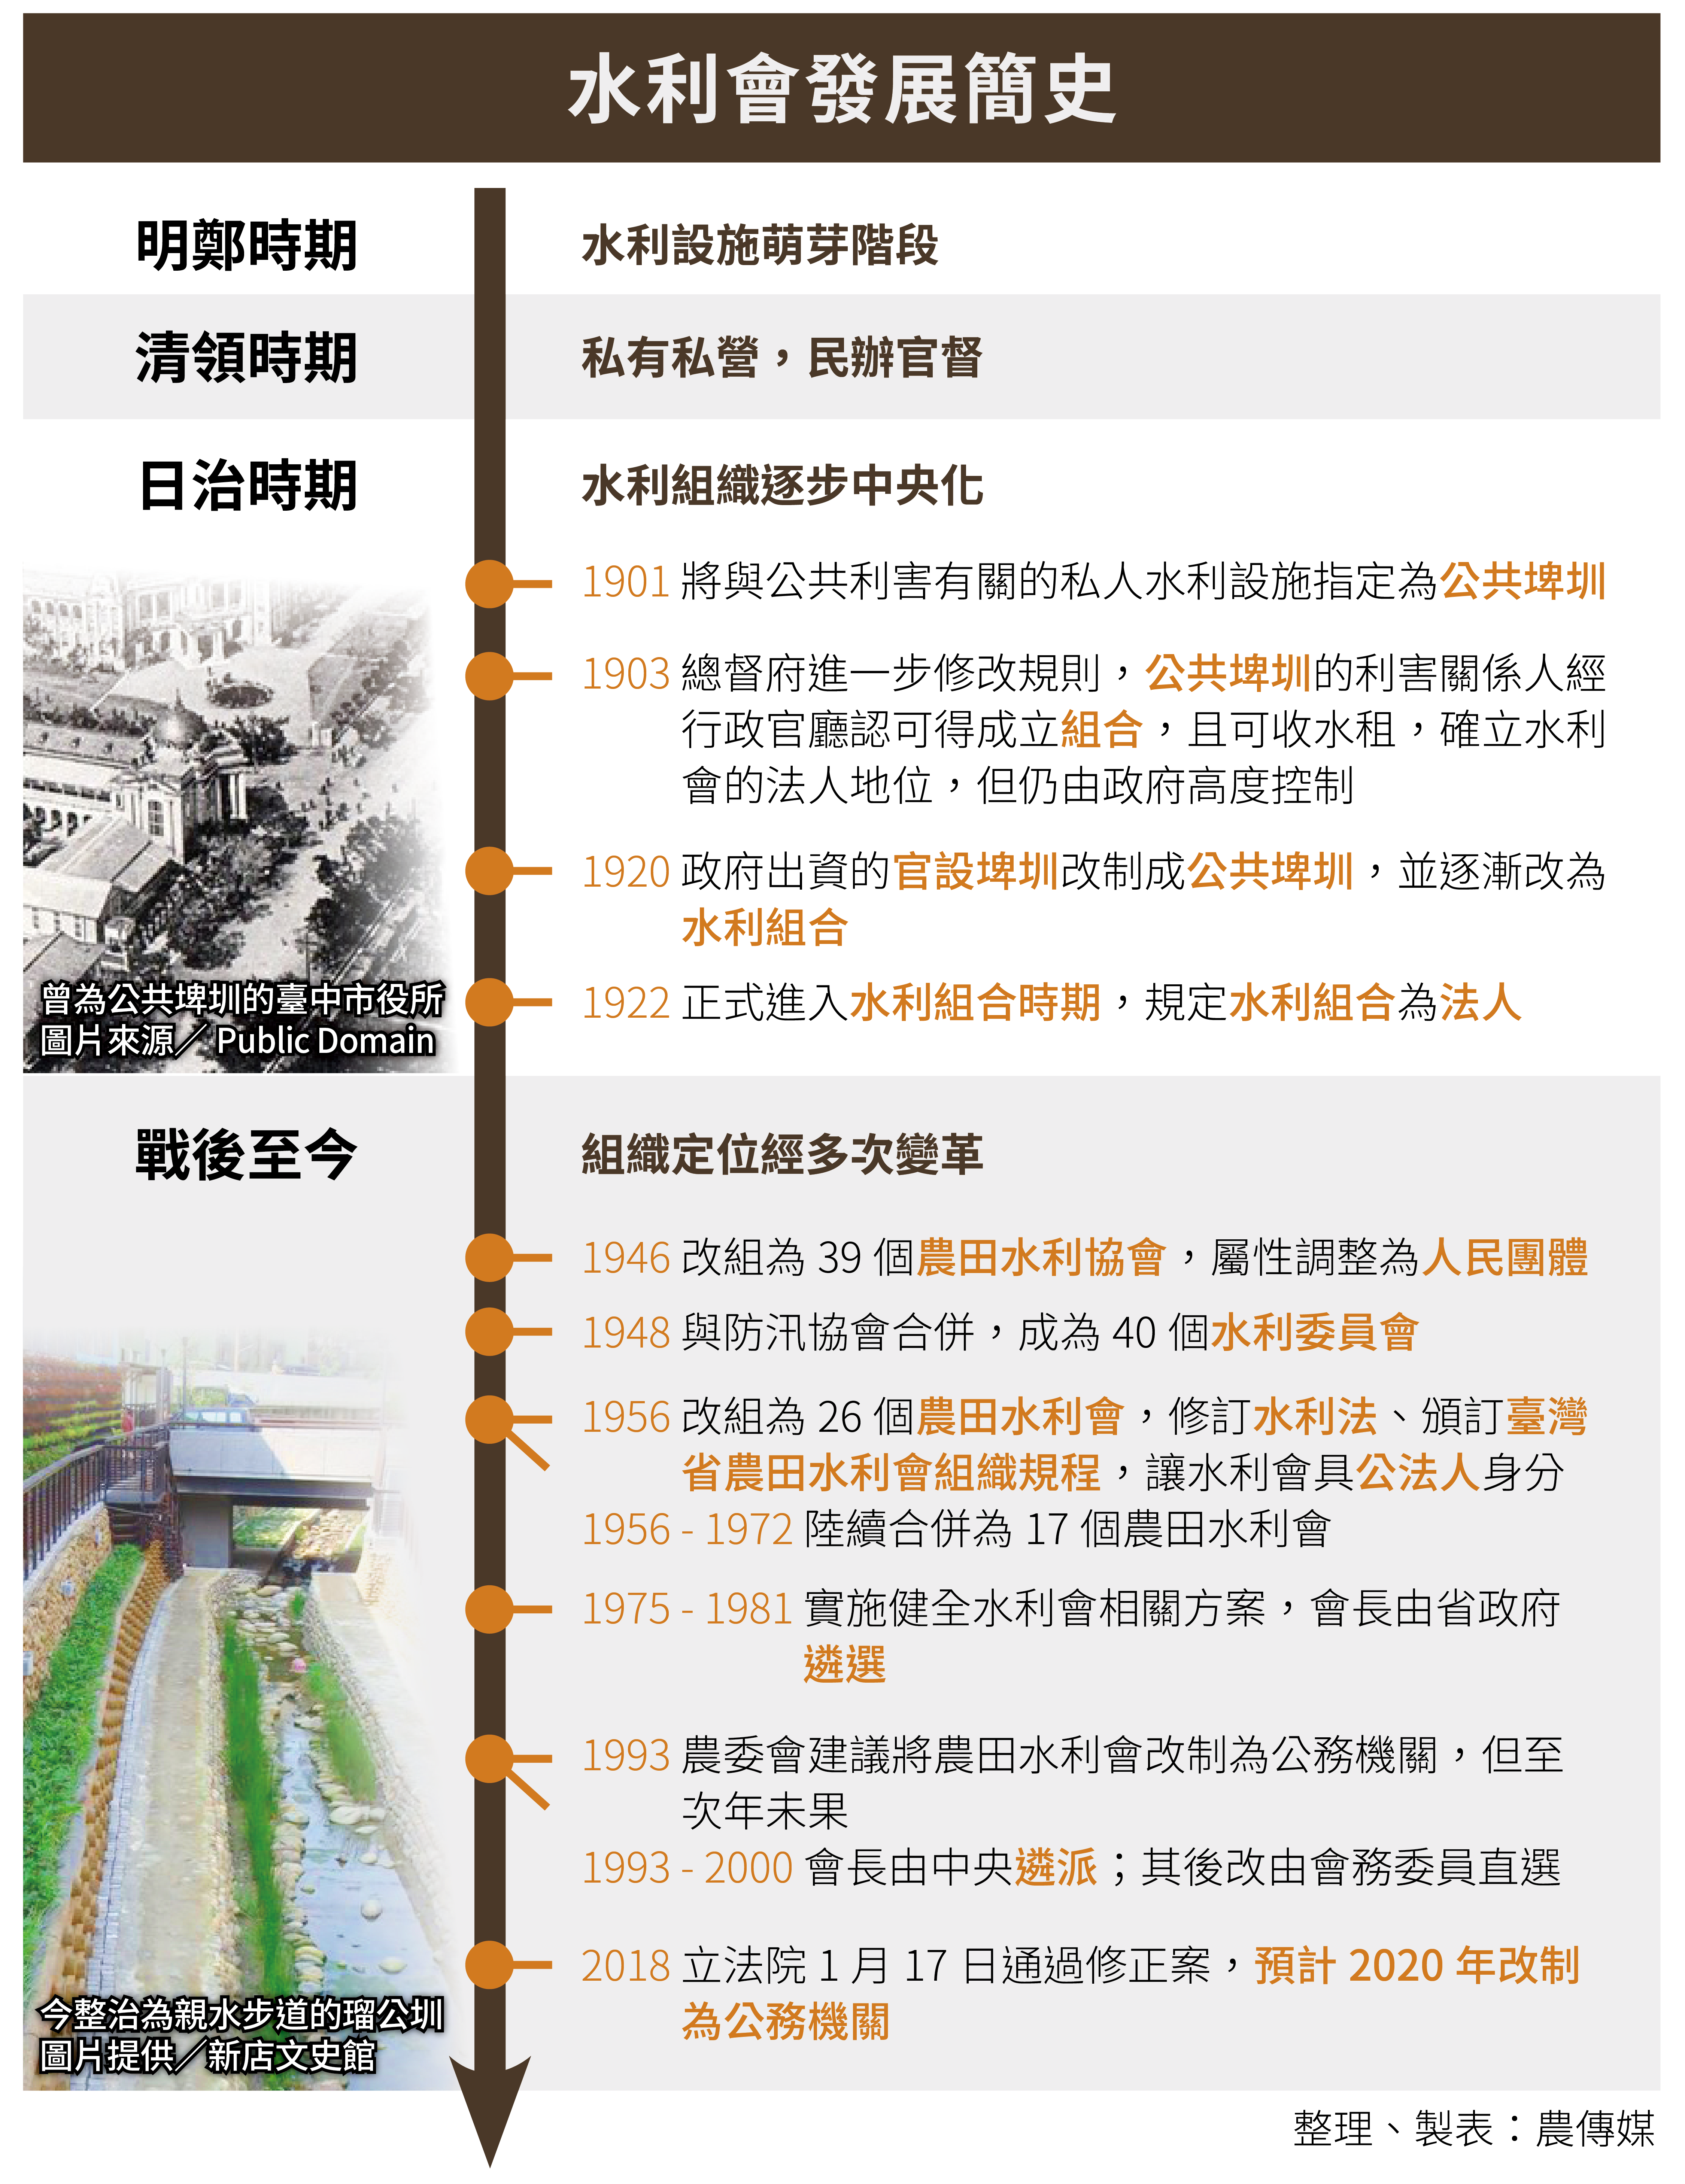 水利會發展簡史
明鄭時期
水利設施萌芽階段
清領時期
私有私營，民辦官督
日治時期
水利組織逐步中央化
1901 將與公共利害有關的私人水利設施指定為公共埤圳
1903 總督府進一步修改規則，公共埤圳的利害關係人經
行政官廳認可得成立組合，且可收水租，確立水利
會的法人地位，但仍由政府高度控制
1920 政府出資的官設埤圳改制成公共埤圳，並逐漸改為
水利組合
1922 正式進入水利組合時期，規定水利組合為法人
曾為公共埤圳的臺中市役所
圖片來源／ Public Domain
戰後至今
組織定位經多次變革
1946 改組為 39 個農田水利協會，屬性調整為人民團體
1948 與防汛協會合併，成為 40 個水利委員會
1956 改組為 26 個農田水利會，修訂水利法、頒訂臺灣
省農田水利會組織規程，讓水利會具公法人身分
1956 - 1972 陸續合併為 17 個農田水利會
1975 - 1981 實施健全水利會相關方案，會長由省政府
遴選
1993 農委會建議將農田水利會改制為公務機關，但至
次年未果
1993 - 2000 會長由中央遴派；其後改由會務委員直選
2018 立法院 1 月 17 日通過修正案，預計 2020 年改制
為公務機關
今整治為親水步道的瑠公圳
圖片提供／新店文史館
整理、製表：農傳媒